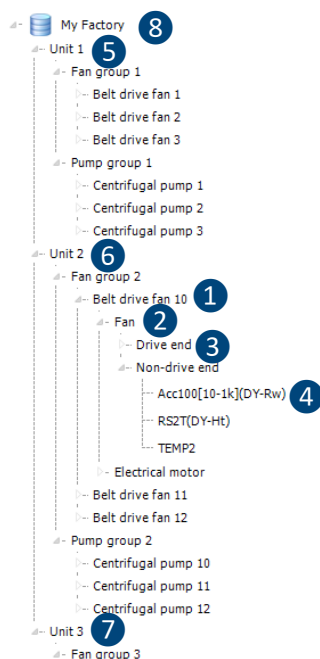 My Factory 8
Unit 1 5
Fan group 1
Belt drive fan 1
Belt drive fan 2
Belt drive fan 3
Pump group 1
Centrifugal pump 1
Centrifugal pump 2
Centrifugal pump 3
Unit 2 6
Fan group 2
Belt drive fan 10 1
Fan 2
Drive end 3
Non-drive end
Acc100[10-1k](DY-Rw) 4
RS2T(DY-Ht)
TEMP2
Electrical motor
Belt drive fan 11
Belt drive fan 12
Pump group 2
Centrifugal pump 10
Centrifugal pump 11
Centrifugal pump 12
Unit 3 7
Fan group 3